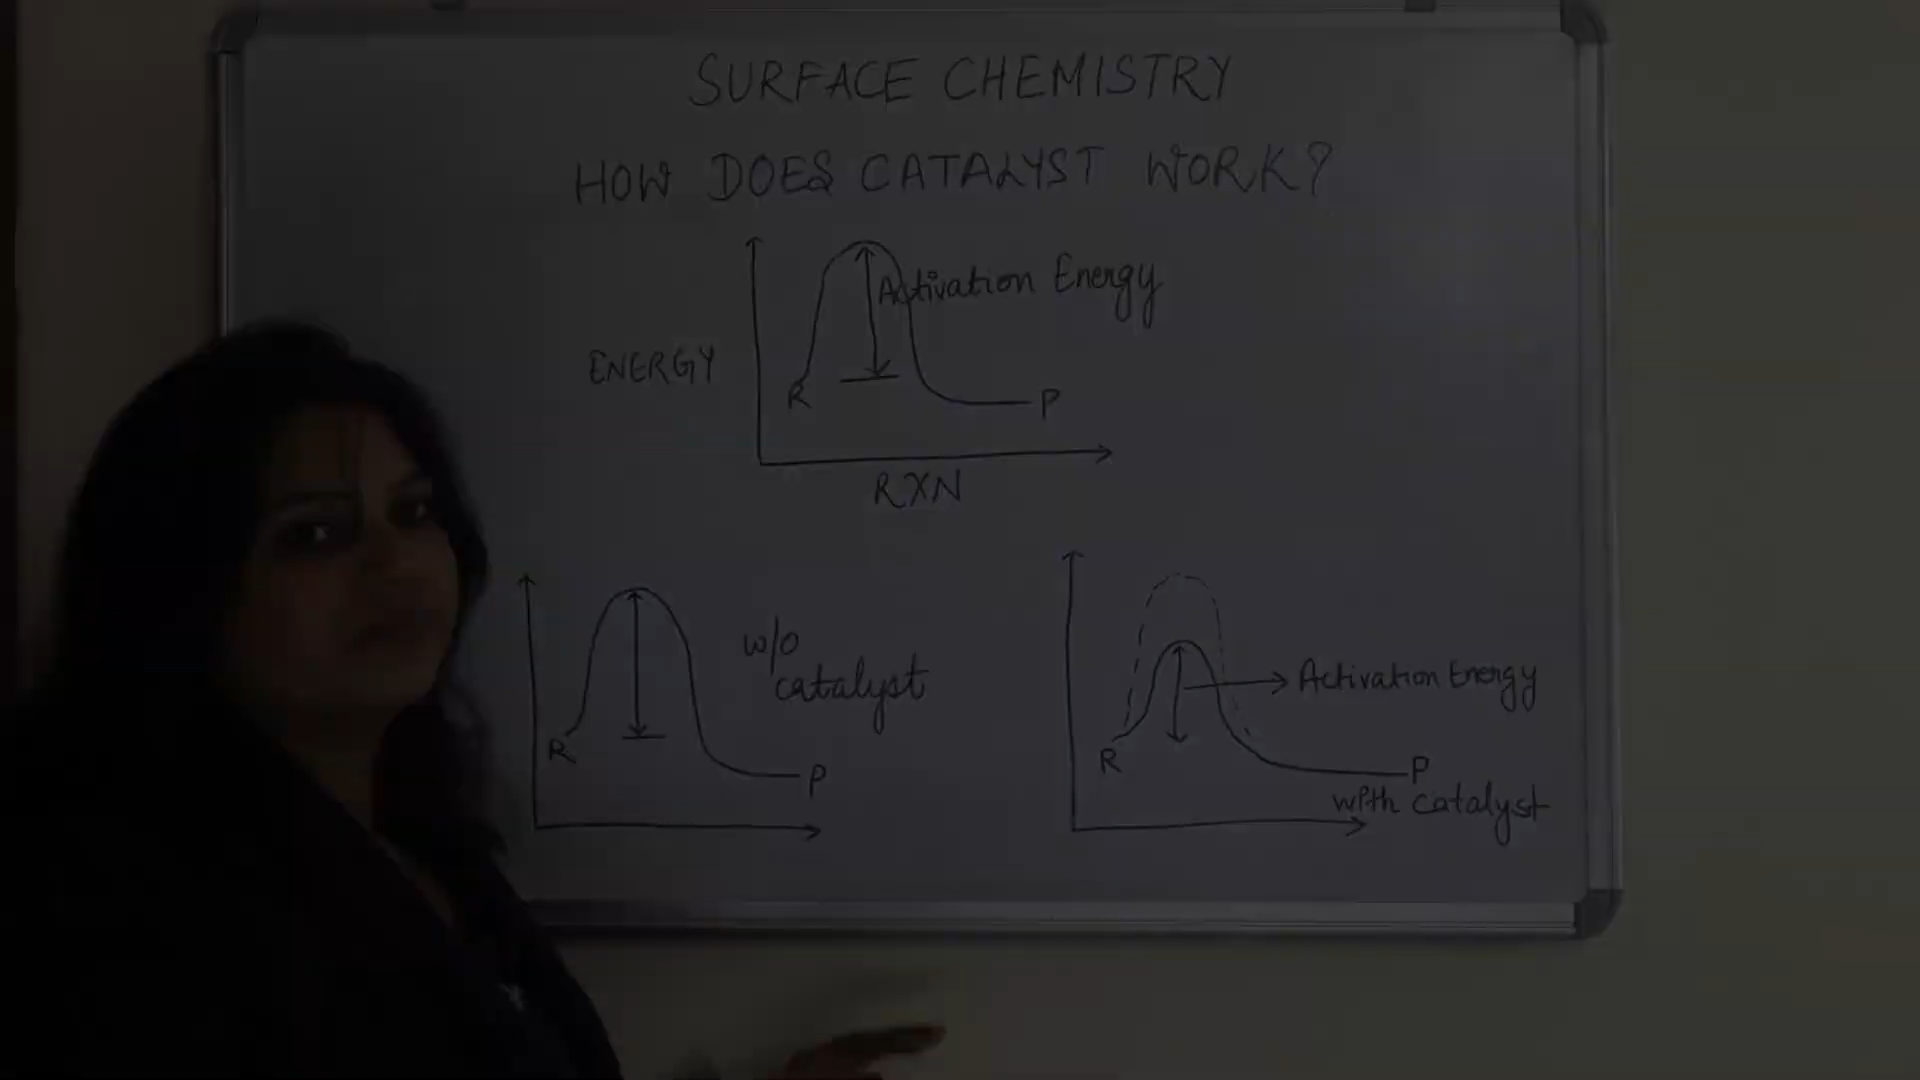 SURFACE CHEMISTRY
HOW DOES CATALYST WORK?
Activation Energy
ENERGY
R
P
RXN
w/o
catalyst
R
P
Activation Energy
R
P
with catalyst